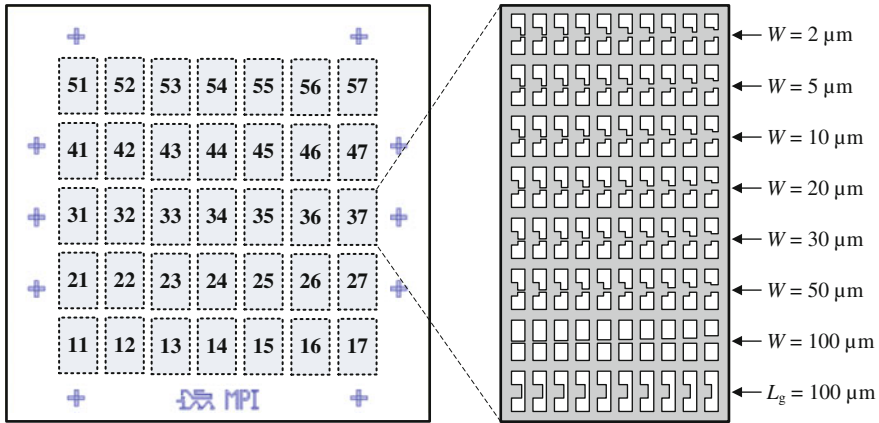 51 52 53 54 55 56 57
41 42 43 44 45 46 47
31 32 33 34 35 36 37
21 22 23 24 25 26 27
11 12 13 14 15 16 17
MPI
W = 2 µm
W = 5 µm
W = 10 µm
W = 20 µm
W = 30 µm
W = 50 µm
W = 100 µm
Lg = 100 µm